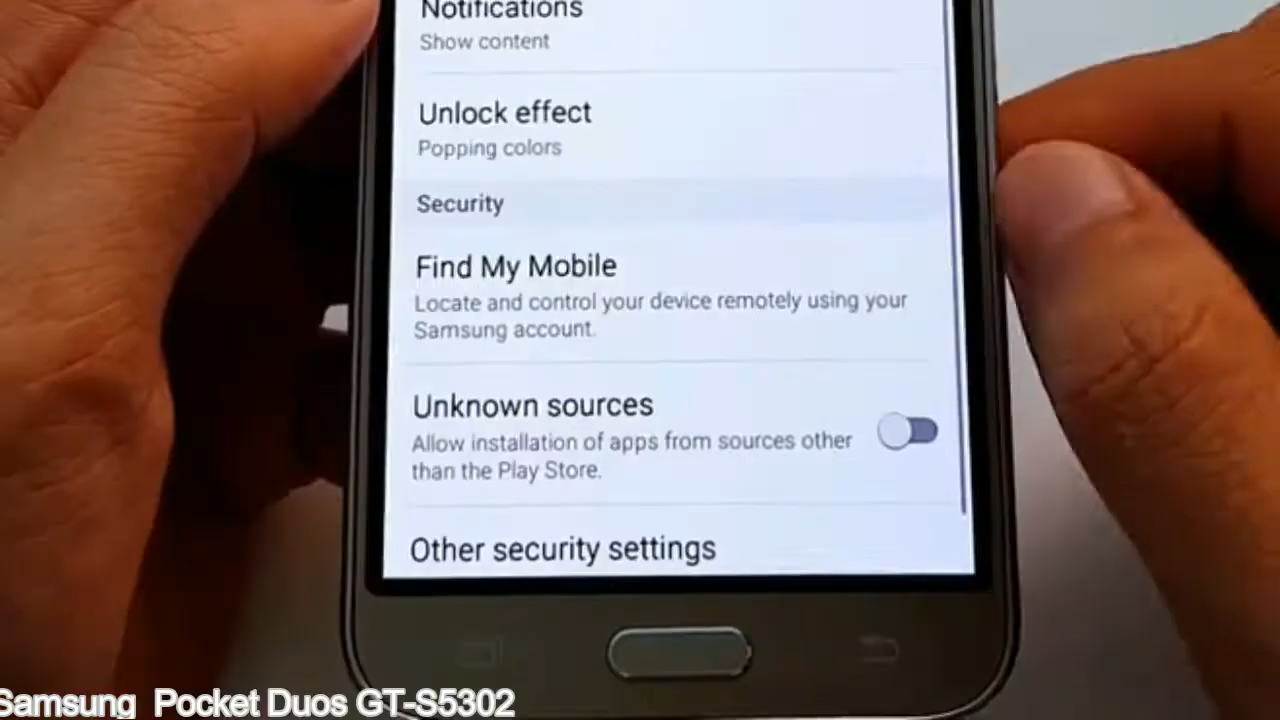 Notifications
Show content
Unlock effect
Popping colors
Security
Find My Mobile
Locate and control your device remotely using your
Samsung account.
Unknown sources
Allow installation of apps from sources other
than the Play Store.
Other security settings
Samsung Pocket Duos GT-S5302